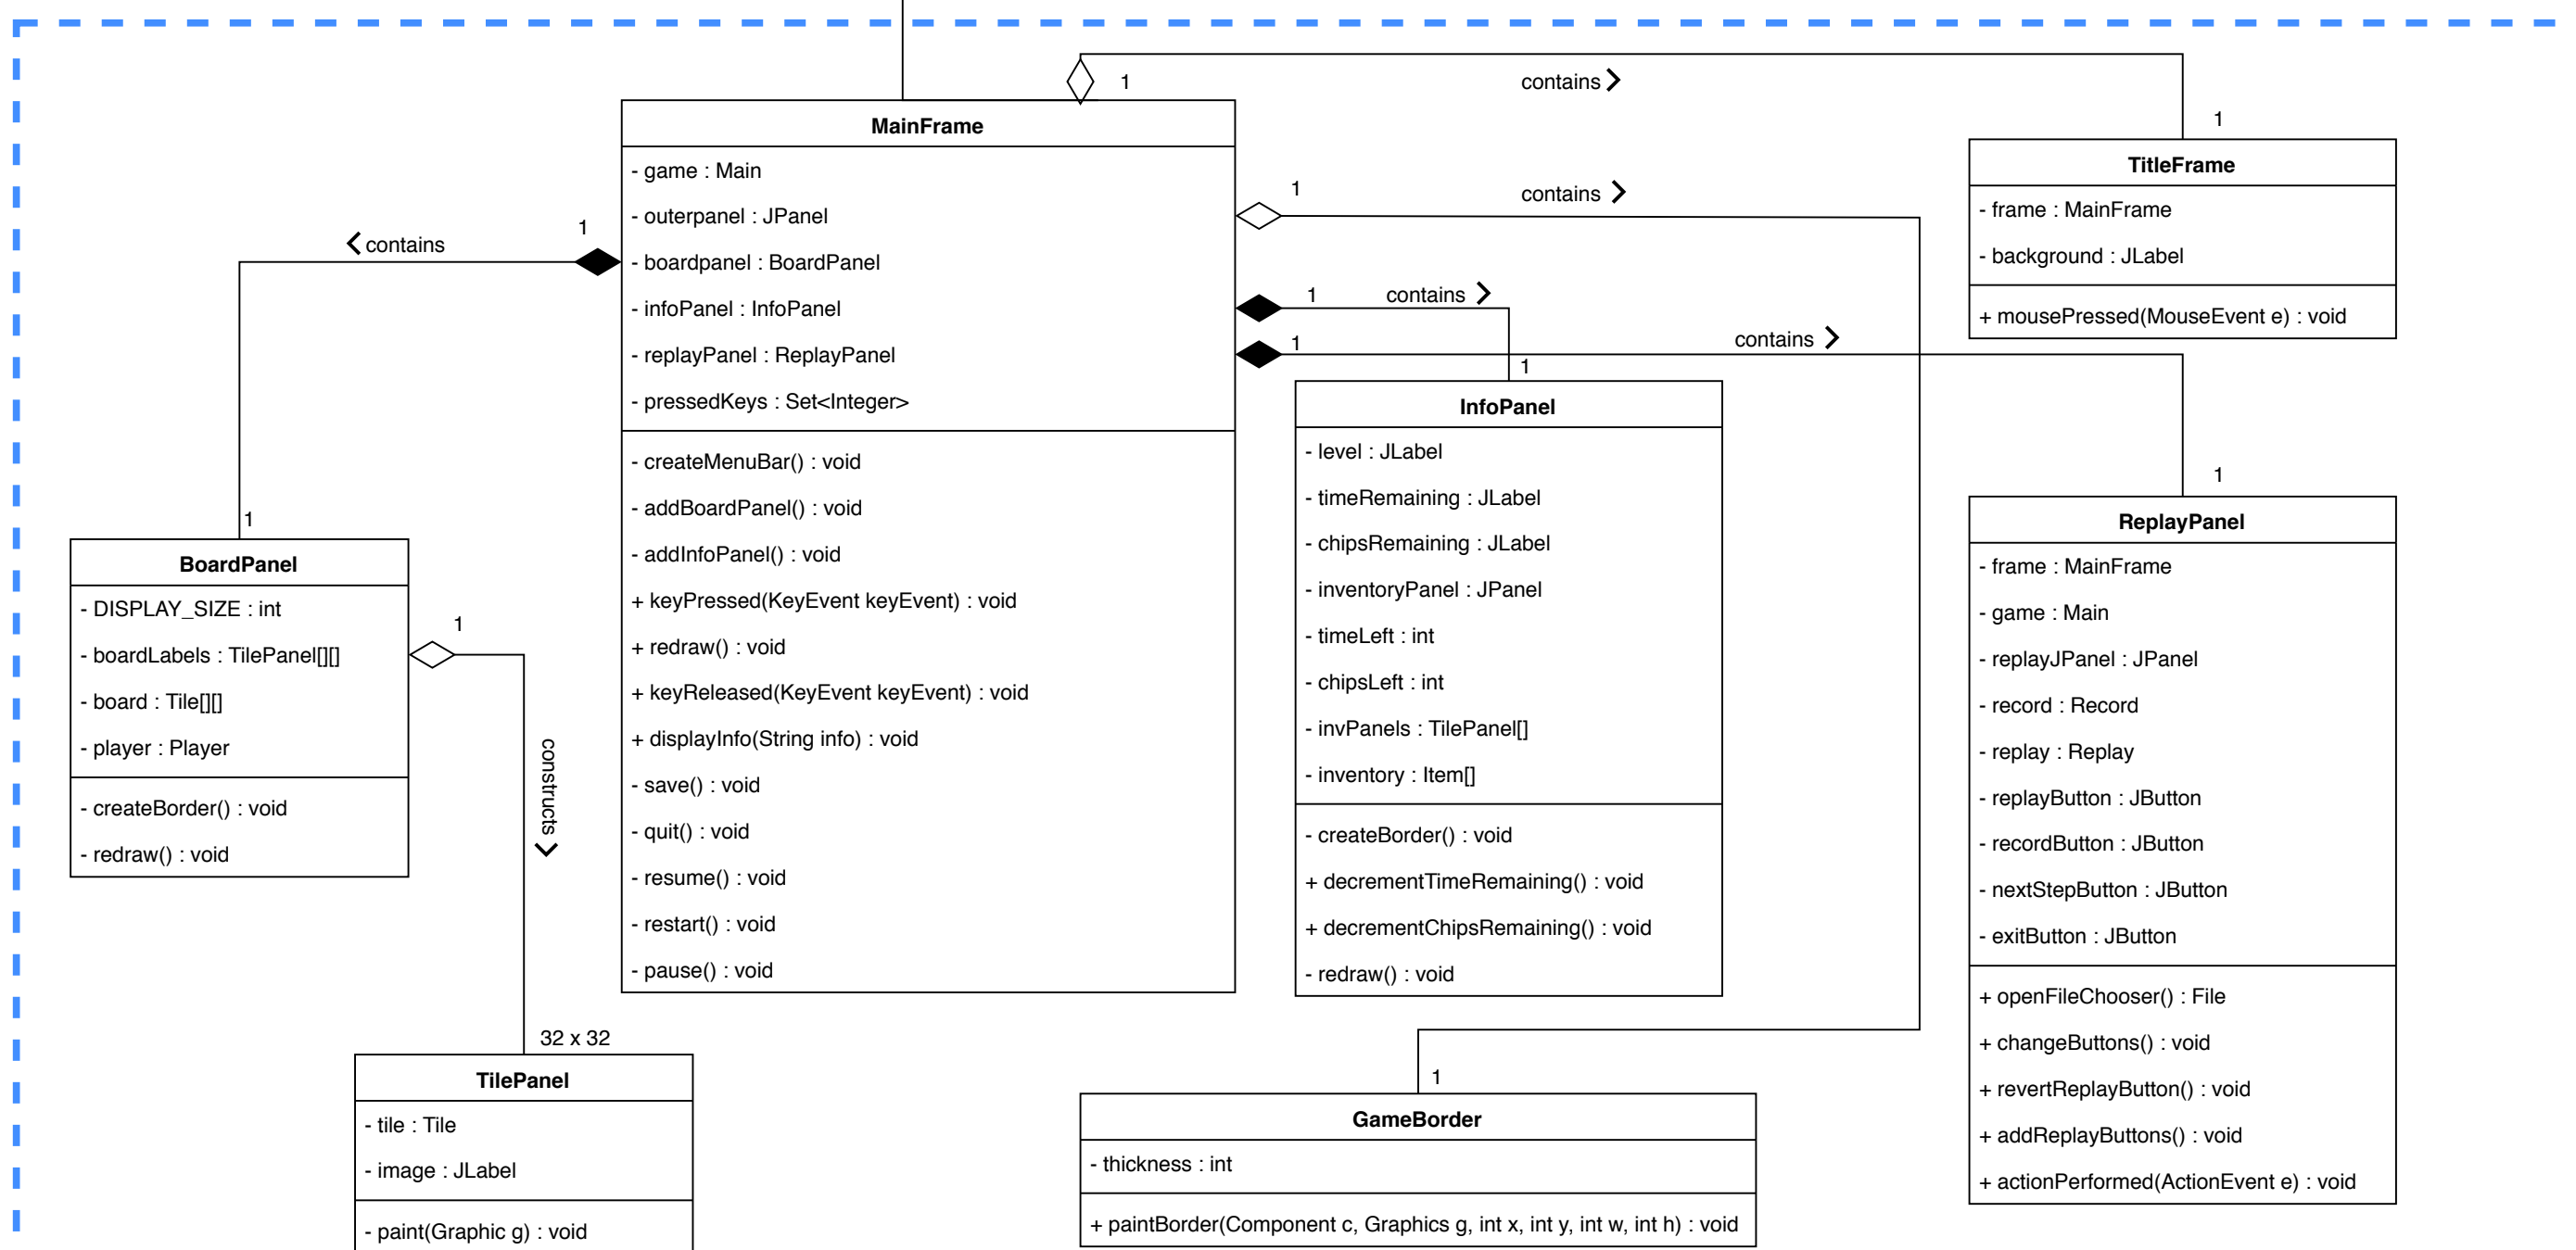 1
contains
1
MainFrame
- game : Main
- outerpanel : JPanel
- boardpanel : BoardPanel
- infoPanel : InfoPanel
- replayPanel : ReplayPanel
- pressedKeys : Set<Integer>
- createMenuBar() : void
- addBoardPanel() : void
- addInfoPanel() : void
+ keyPressed(KeyEvent keyEvent) : void
+ redraw() : void
+ keyReleased(KeyEvent keyEvent) : void
+ displayInfo(String info) : void
- save() : void
- quit() : void
- resume() : void
- restart() : void
- pause() : void
TitleFrame
- frame : MainFrame
- background : JLabel
+ mousePressed(MouseEvent e) : void
1
contains
1
contains
1
contains
1
1
contains
1
InfoPanel
- level : JLabel
- timeRemaining : JLabel
- chipsRemaining : JLabel
- inventoryPanel : JPanel
- timeLeft : int
- chipsLeft : int
- invPanels : TilePanel[]
- inventory : Item[]
- createBorder() : void
+ decrementTimeRemaining() : void
+ decrementChipsRemaining() : void
- redraw() : void
1
ReplayPanel
- frame : MainFrame
- game : Main
- replayJPanel : JPanel
- record : Record
- replay : Replay
- replayButton : JButton
- recordButton : JButton
- nextStepButton : JButton
- exitButton : JButton
+ openFileChooser() : File
+ changeButtons() : void
+ revertReplayButton() : void
+ addReplayButtons() : void
+ actionPerformed(ActionEvent e) : void
1
BoardPanel
- DISPLAY_SIZE : int
- boardLabels : TilePanel[][]
- board : Tile[][]
- player : Player
- createBorder() : void
- redraw() : void
1
constructs
32 x 32
TilePanel
- tile : Tile
- image : JLabel
- paint(Graphic g) : void
1
GameBorder
- thickness : int
+ paintBorder(Component c, Graphics g, int x, int y, int w, int h) : void